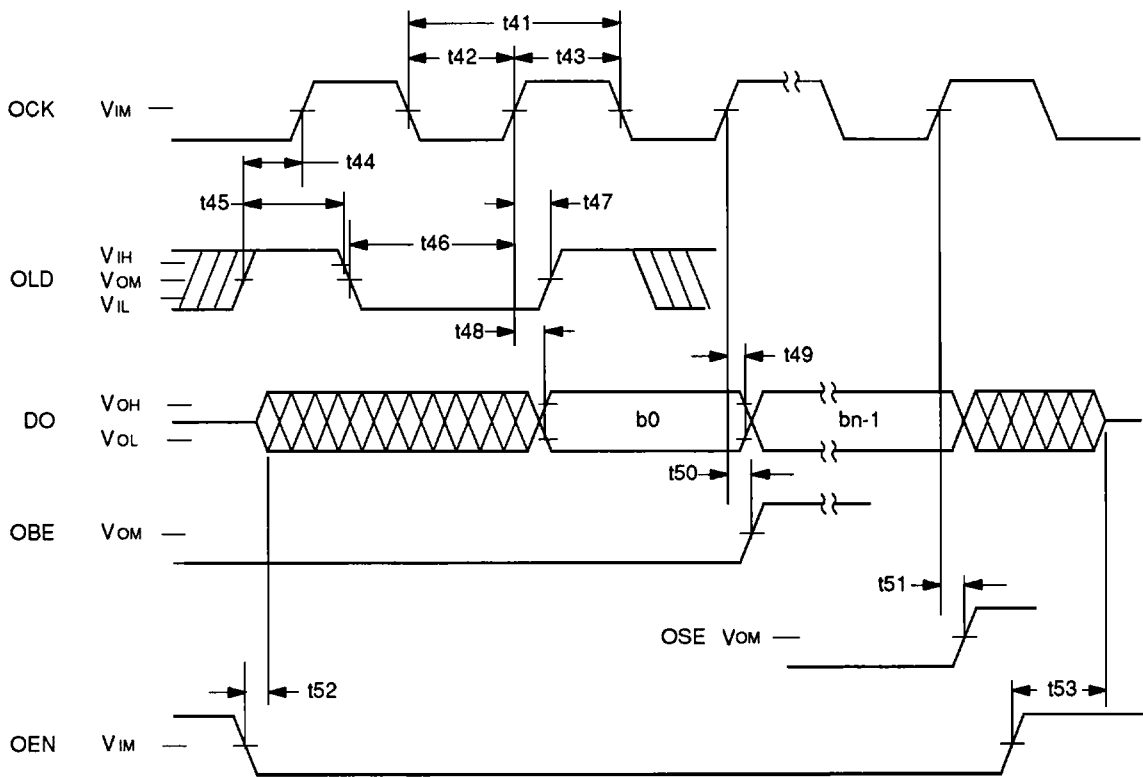 t41
t42 t43
OCK VIM
t44
t45 t47
t46
VIH
OLD VOM
VIL
t48
t49
VOH
DO b0 bn-1
VOL
t50
OBE VOM
t51
OSE VOM
t52 t53
OEN VIM